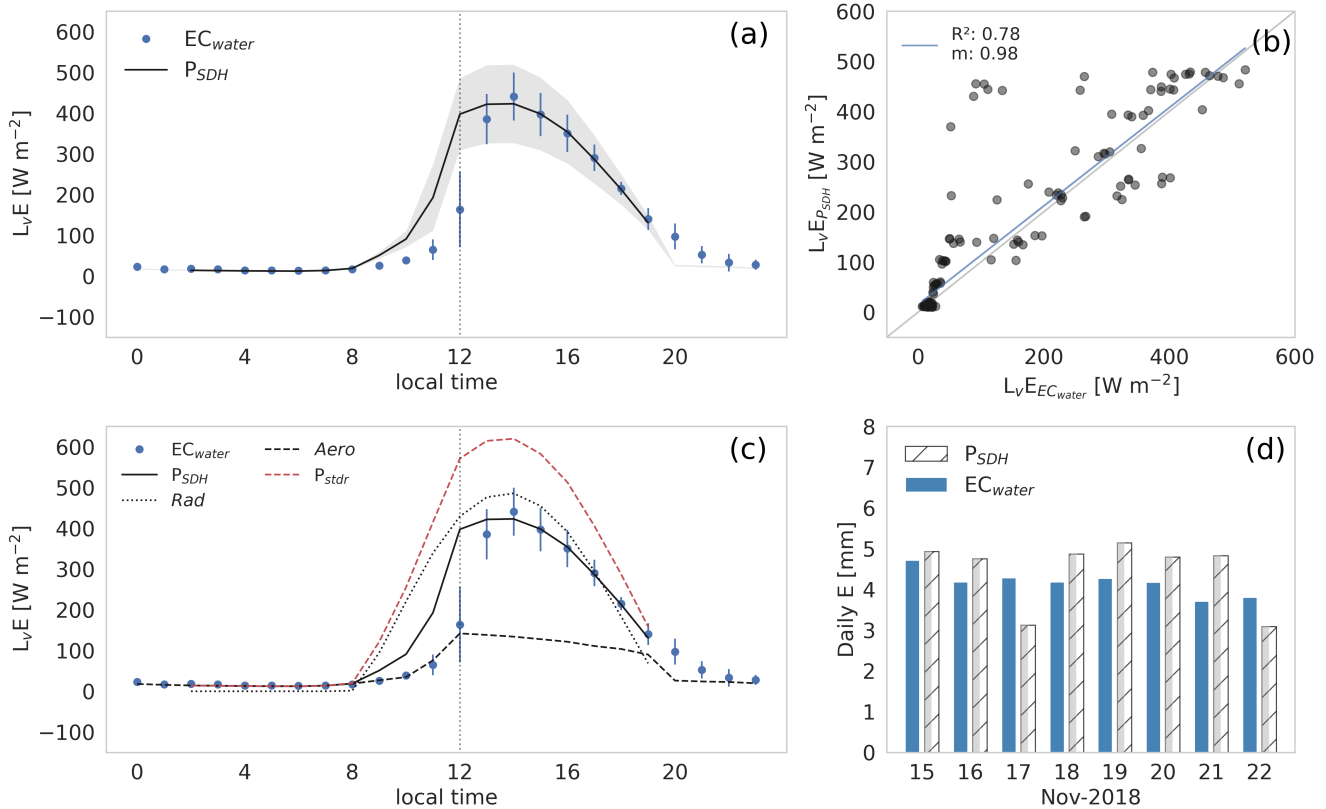 (a)
EC_water
P_SDH
600
500
400
300
200
100
0
−100
L_vE [W m⁻²]
0 4 8 12 16 20
local time
(b)
R²: 0.78
m: 0.98
600
500
400
300
200
100
0
L_vE_P_SDH [W m⁻²]
0 200 400 600
L_vE_EC_water [W m⁻²]
(c)
EC_water
P_SDH
Rad
Aero
P_stdr
600
500
400
300
200
100
0
−100
L_vE [W m⁻²]
0 4 8 12 16 20
local time
(d)
P_SDH
EC_water
8
7
6
5
4
3
2
1
0
Daily E [mm]
15 16 17 18 19 20 21 22
Nov-2018